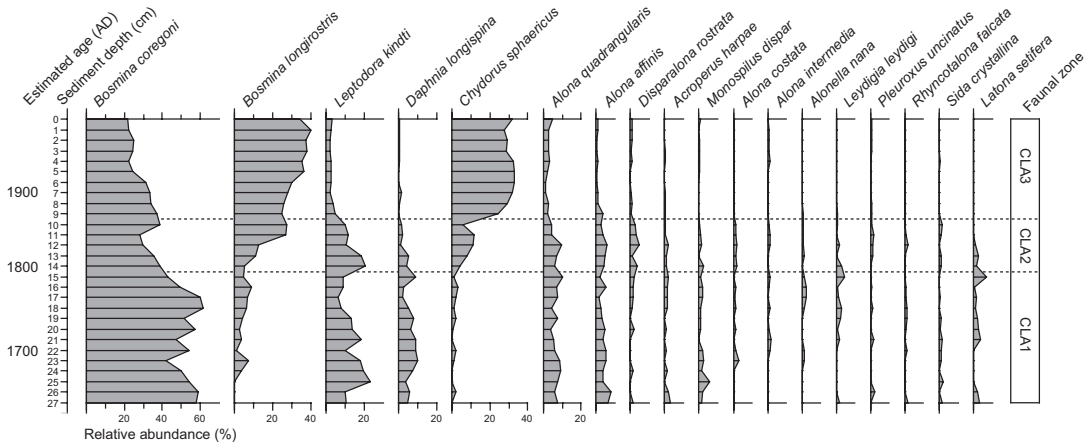 Estimated age (AD)
Sediment depth (cm)
Bosmina coregoni
Bosmina longirostris
Leptodora kindti
Daphnia longispina
Chydorus sphaericus
Alona quadrangularis
Alona affinis
Disparalona rostrata
Acroperus harpae
Monospilus dispar
Alona costata
Alona intermedia
Alonella nana
Leydigia leydigi
Pleuroxus uncinatus
Rhyncotalona falcata
Sida crystallina
Latona setifera
Faunal zone
0
1
2
3
4
5
6
1900 7
8
9
10
11
12
13
1800 14
15
16
17
18
19
20
21
1700 22
23
24
25
26
27
CLA3
CLA2
CLA1
20 40 60 20 40 20 20 20 40 20
Relative abundance (%)